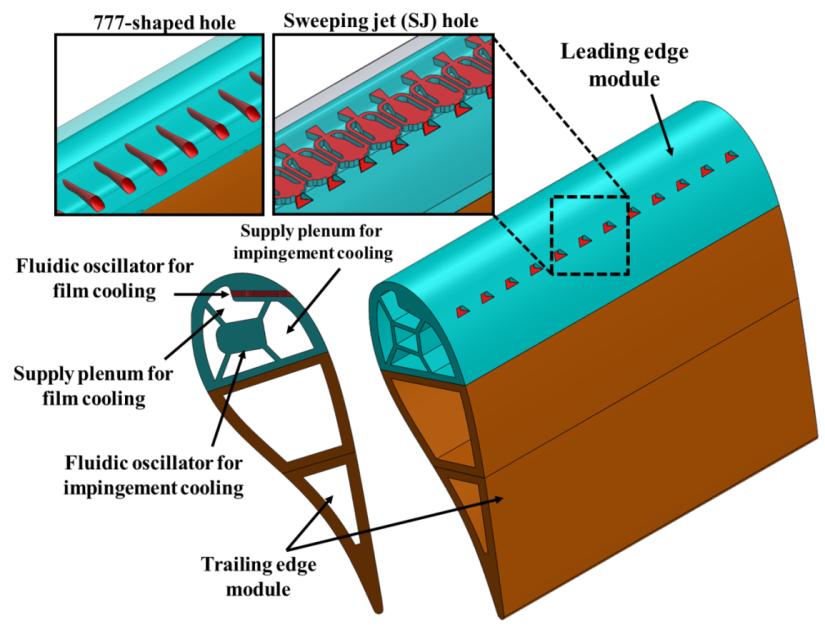 777-shaped hole
Sweeping jet (SJ) hole
Leading edge
module
Supply plenum for
impingement cooling
Fluidic oscillator for
film cooling
Supply plenum for
film cooling
Fluidic oscillator for
impingement cooling
Trailing edge
module